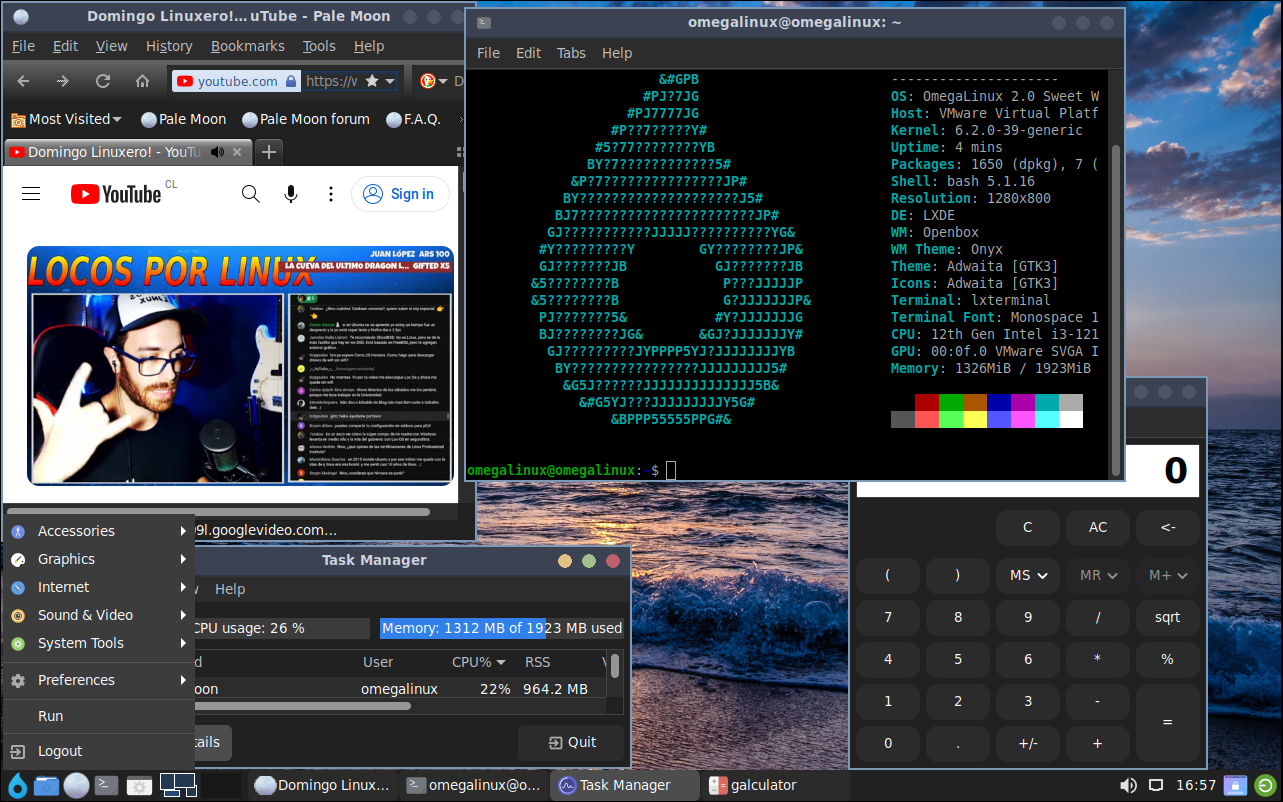 Domingo Linuxero!...uTube - Pale Moon
File Edit View History Bookmarks Tools Help
youtube.com https://w
D
Most Visited Pale Moon Pale Moon forum F.A.Q.
Domingo Linuxero! - YouTu
YouTube CL
Sign in
JUAN LÓPEZ ARS 100
LOCOS POR LINUX
LA CUEVA DEL ULTIMO DRAGON L... GIFTED X5
9l.googlevideo.com...
omegalinux@omegalinux: ~
File Edit Tabs Help
&#GPB
#PJ?7JG
#PJ7777JG
#P??7?????Y#
#5?77????????YB
BY?7????????????5#
&P?7???????????????JP#
BY????????????????????J5#
BJ7??????????????????????JP#
GJ???????????JJJJJ??????????YG&
#Y?????????Y GY????????JP&
GJ???????JB GJ???????JB
&5???????B P???JJJJJP
&5???????B G?JJJJJJJP&
PJ???????5& #Y?JJJJJJJG
BJ???????JG& &GJ?JJJJJJJY#
GJ????????JYPPPP5YJ?JJJJJJJJYB
BY????????????????JJJJJJJJJ5#
&G5J??????JJJJJJJJJJJJJ5B&
&#G5YJ???JJJJJJJJJY5G#
&BPPP55555PPG#&
---------------------
OS: OmegaLinux 2.0 Sweet W
Host: VMware Virtual Platf
Kernel: 6.2.0-39-generic
Uptime: 4 mins
Packages: 1650 (dpkg), 7 (
Shell: bash 5.1.16
Resolution: 1280x800
DE: LXDE
WM: Openbox
WM Theme: Onyx
Theme: Adwaita [GTK3]
Icons: Adwaita [GTK3]
Terminal: lxterminal
Terminal Font: Monospace 1
CPU: 12th Gen Intel i3-121
GPU: 00:0f.0 VMware SVGA I
Memory: 1326MiB / 1923MiB
omegalinux@omegalinux:~$
Accessories
Graphics
Internet
Sound & Video
System Tools
Preferences
Run
Logout
Task Manager
Help
CPU usage: 26 %
Memory: 1312 MB of 1923 MB used
d User CPU% RSS
oon omegalinux 22% 964.2 MB
tails
Quit
0
C AC <-
( ) MS MR M+
7 8 9 / sqrt
4 5 6 * %
1 2 3 -
=
0 . +/- +
Domingo Linux... omegalinux@o... Task Manager galculator
16:57